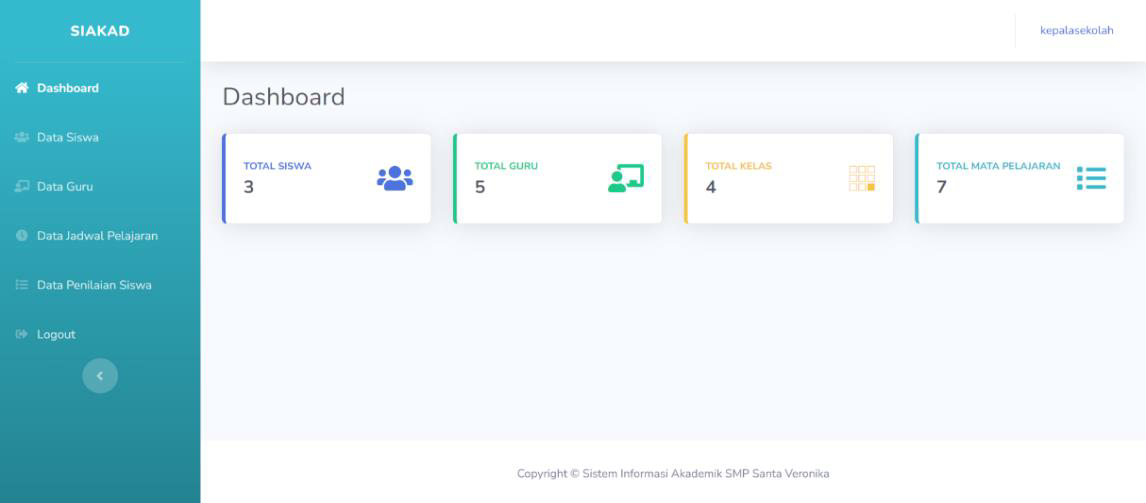 SIAKAD
kepalasekolah
Dashboard
Data Siswa
Data Guru
Data Jadwal Pelajaran
Data Penilaian Siswa
Logout
Dashboard
TOTAL SISWA
3
TOTAL GURU
5
TOTAL KELAS
4
TOTAL MATA PELAJARAN
7
Copyright © Sistem Informasi Akademik SMP Santa Veronika